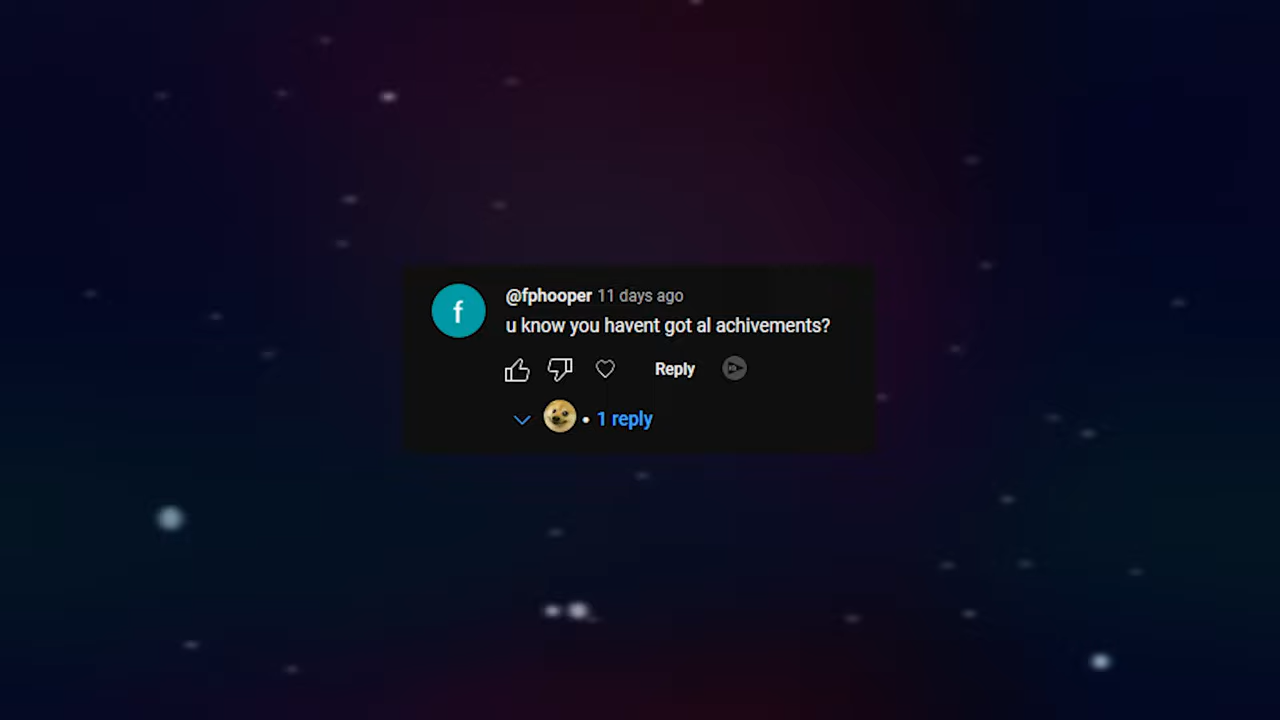 f
@fphooper 11 days ago
u know you havent got al achivements?
Reply
• 1 reply